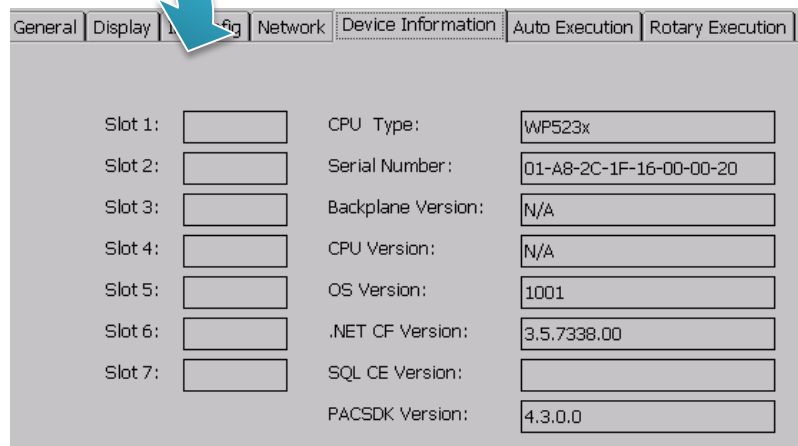 General Display Network Device Information Auto Execution Rotary Execution
Slot 1: CPU Type: WP523x
Slot 2: Serial Number: 01-A8-2C-1F-16-00-00-20
Slot 3: Backplane Version: N/A
Slot 4: CPU Version: N/A
Slot 5: OS Version: 1001
Slot 6: .NET CF Version: 3.5.7338.00
Slot 7: SQL CE Version:
PACSDK Version: 4.3.0.0